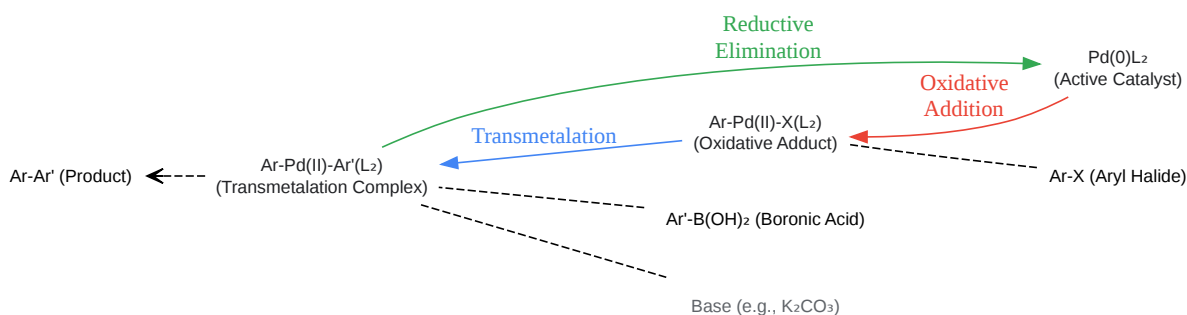 Reductive
Elimination
Pd(0)L₂
(Active Catalyst)
Oxidative
Addition
Ar-Pd(II)-X(L₂)
(Oxidative Adduct)
Transmetalation
Ar-Pd(II)-Ar'(L₂)
(Transmetalation Complex)
Ar-Ar' (Product)
Ar-X (Aryl Halide)
Ar'-B(OH)₂ (Boronic Acid)
Base (e.g., K₂CO₃)